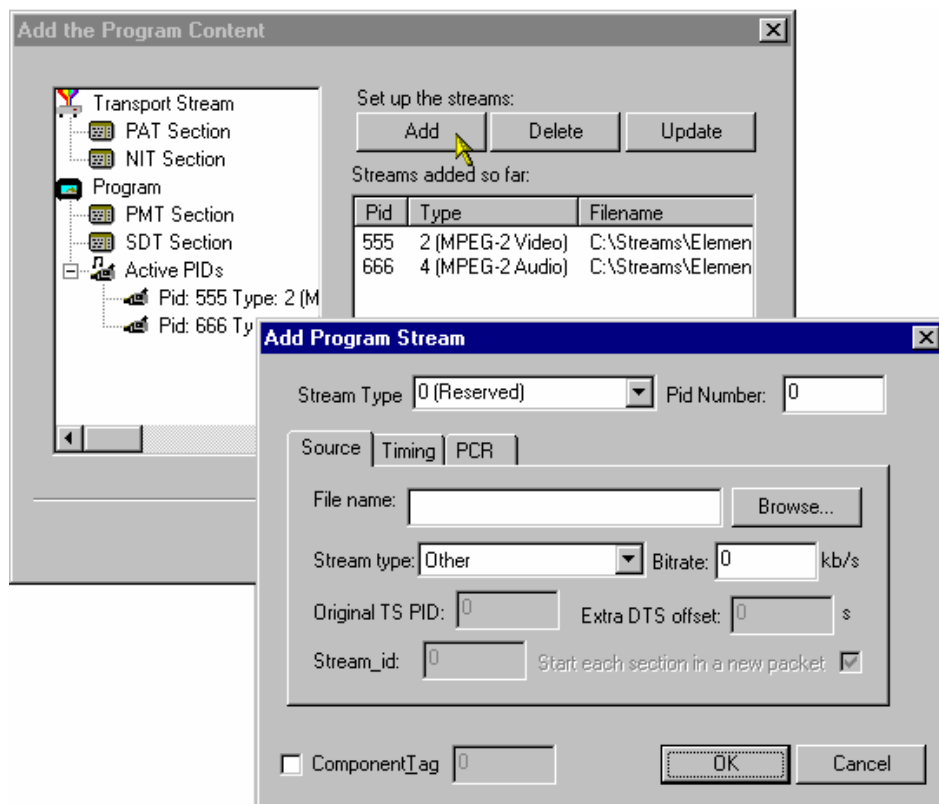 Add the Program Content
Transport Stream
PAT Section
NIT Section
Program
PMT Section
SDT Section
Active PIDs
Pid: 555 Type: 2 (M
Pid: 666 Ty
Set up the streams:
Add Delete Update
Streams added so far:
Pid Type Filename
555 2 (MPEG-2 Video) C:\Streams\Elemen
666 4 (MPEG-2 Audio) C:\Streams\Elemen
Add Program Stream
Stream Type 0 (Reserved) Pid Number: 0
Source Timing PCR
File name: Browse...
Stream type: Other Bitrate: 0 kb/s
Original TS PID: 0 Extra DTS offset: 0 s
Stream_id: 0 Start each section in a new packet
ComponentTag 0 OK Cancel